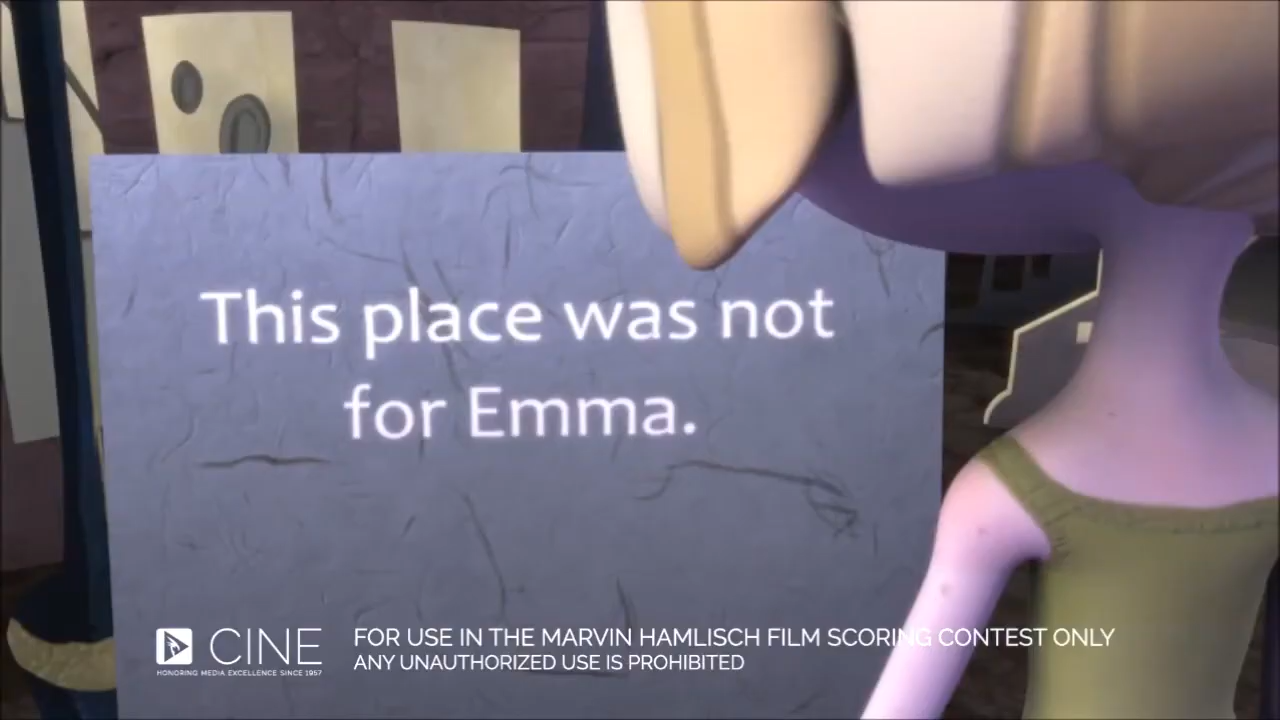 This place was not
for Emma.
CINE
HONORING MEDIA EXCELLENCE SINCE 1957
FOR USE IN THE MARVIN HAMLISCH FILM SCORING CONTEST ONLY
ANY UNAUTHORIZED USE IS PROHIBITED